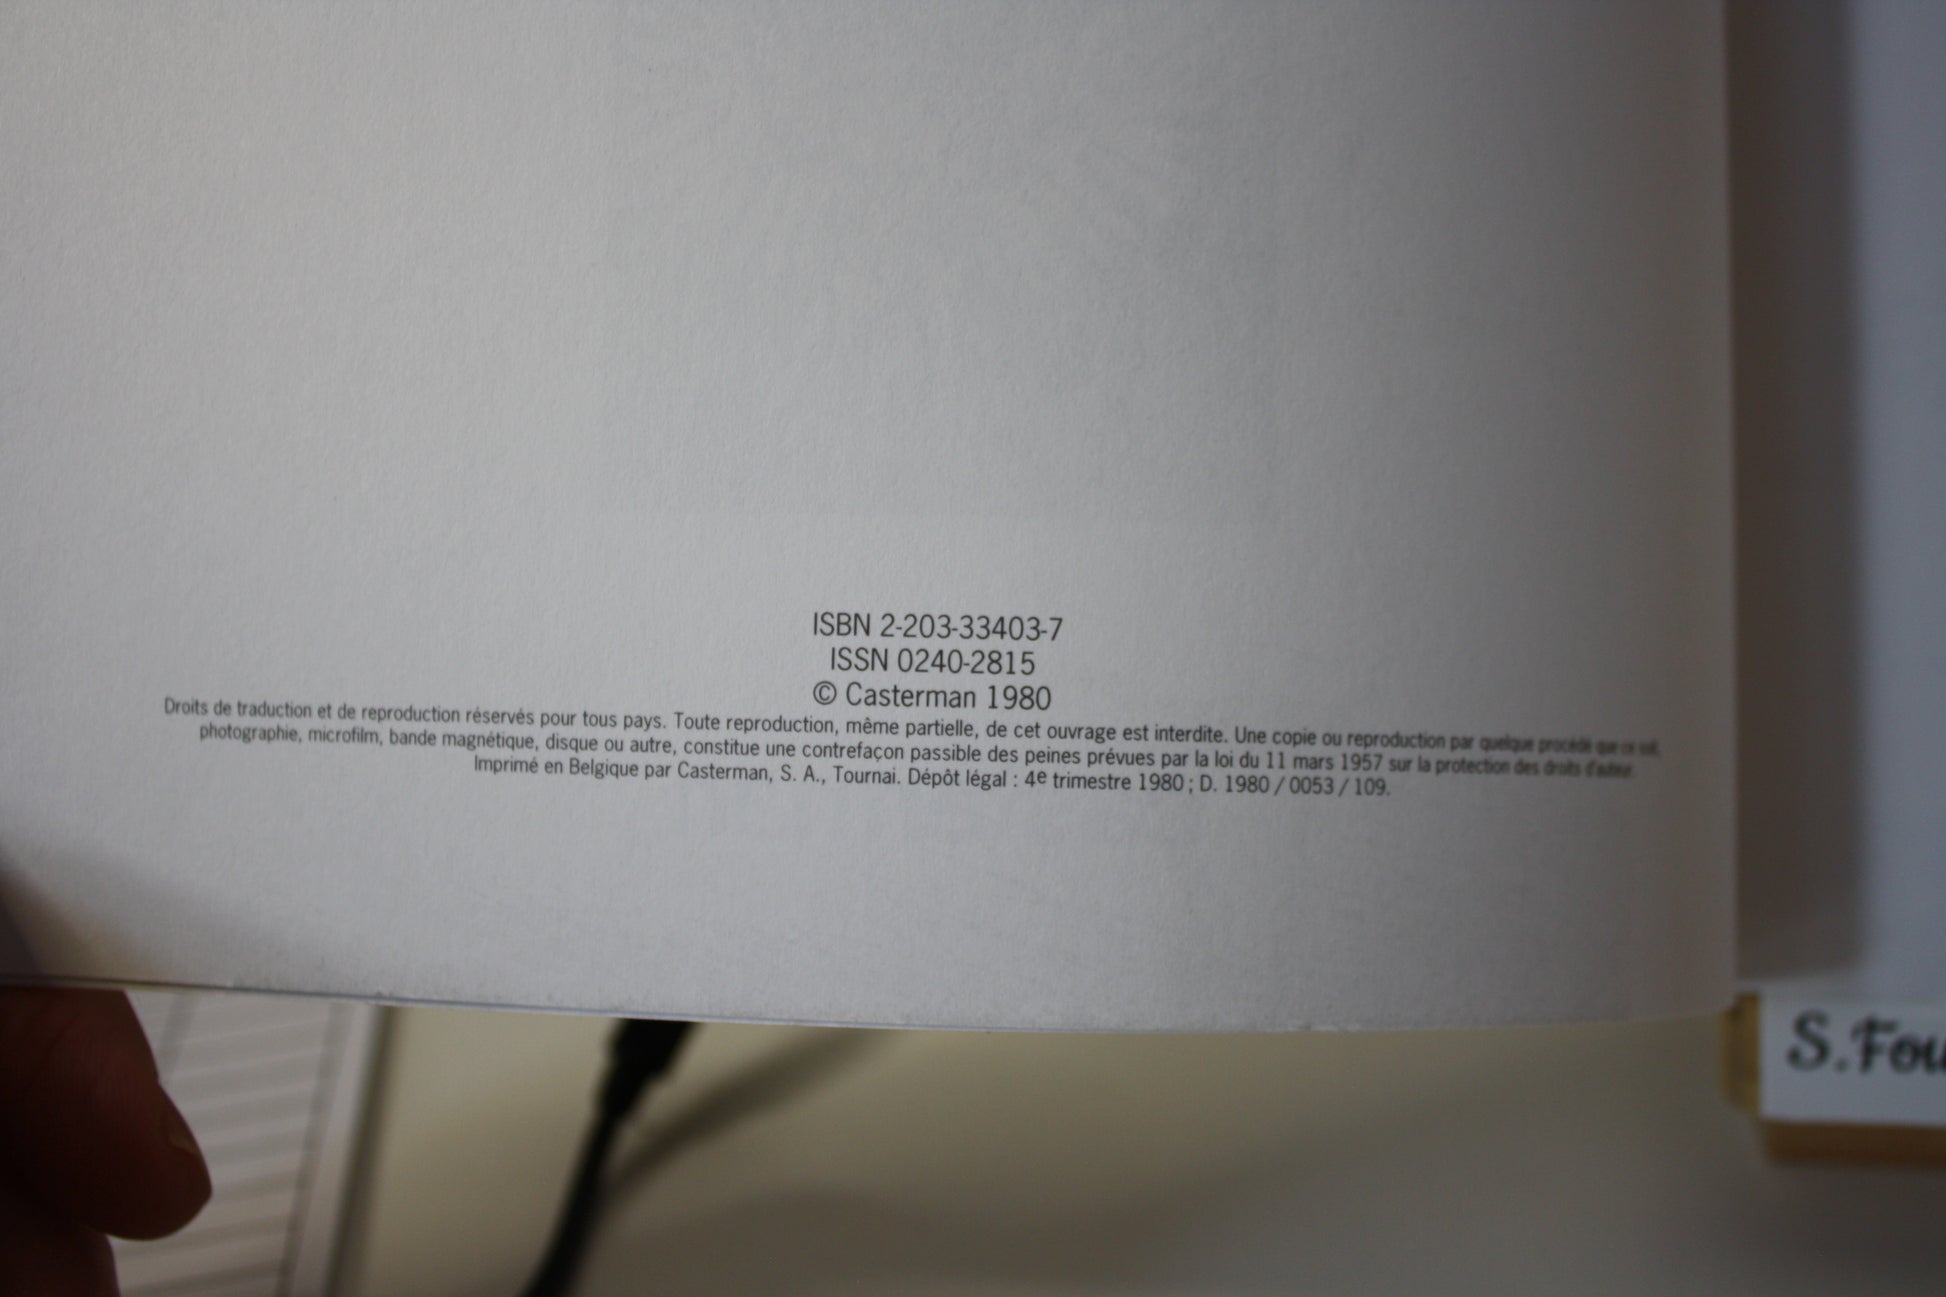 ISBN 2-203-33403-7
ISSN 0240-2815
© Casterman 1980
Droits de traduction et de reproduction réservés pour tous pays. Toute reproduction, même partielle, de cet ouvrage est interdite. Une copie ou reproduction par quelque procédé que ce soit,
photographie, microfilm, bande magnétique, disque ou autre, constitue une contrefaçon passible des peines prévues par la loi du 11 mars 1957 sur la protection des droits d'auteur.
Imprimé en Belgique par Casterman, S. A., Tournai. Dépôt légal : 4e trimestre 1980 ; D. 1980 / 0053 / 109.
S.Fou